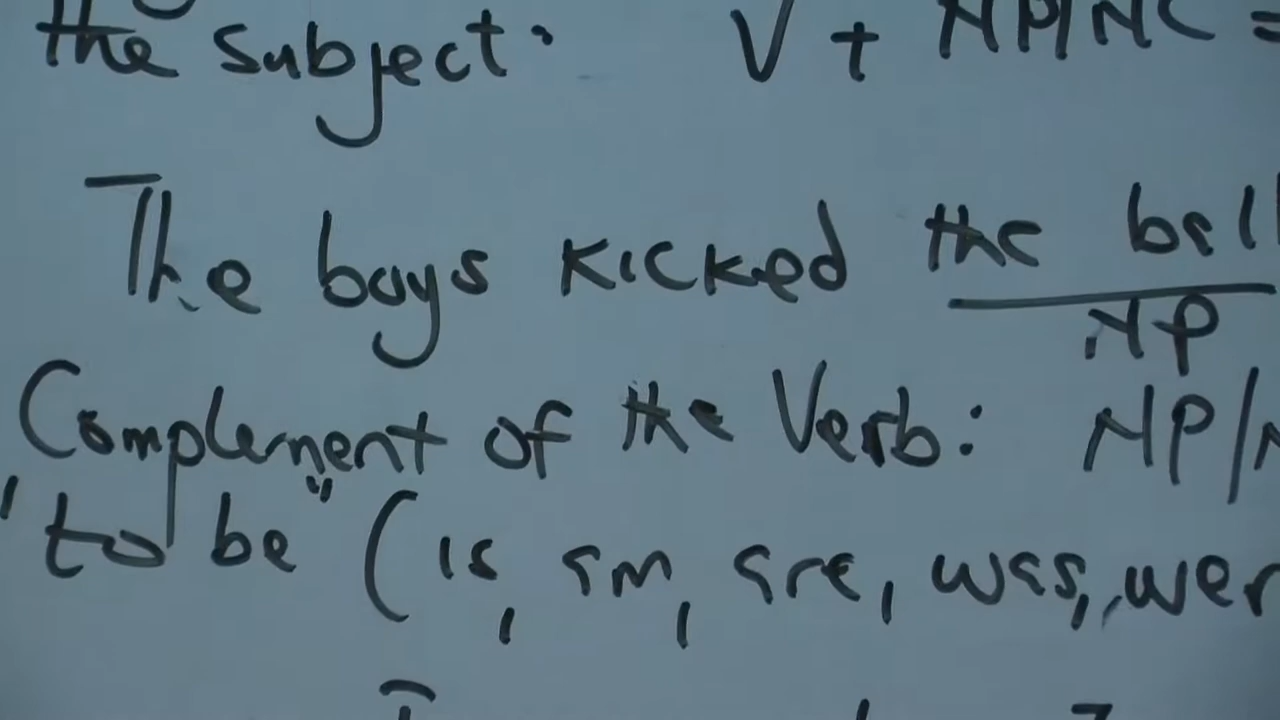 the subject. V + NP/NC =
The boys kicked the ball
NP
Complement of the Verb: NP/
"to be" (is, am, are, was, wer